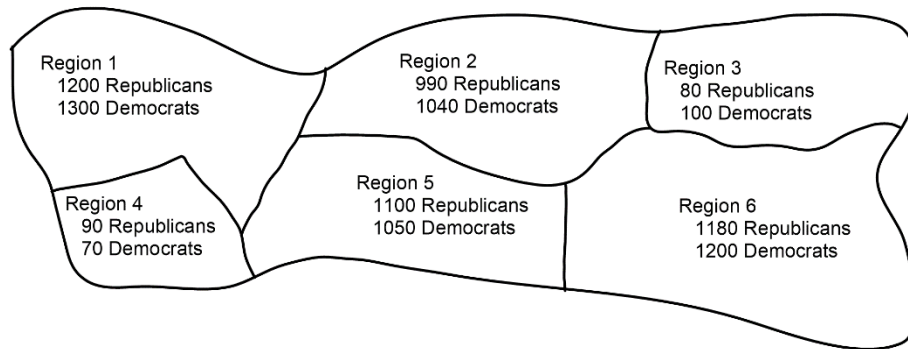 Region 1
1200 Republicans
1300 Democrats
Region 2
990 Republicans
1040 Democrats
Region 3
80 Republicans
100 Democrats
Region 4
90 Republicans
70 Democrats
Region 5
1100 Republicans
1050 Democrats
Region 6
1180 Republicans
1200 Democrats